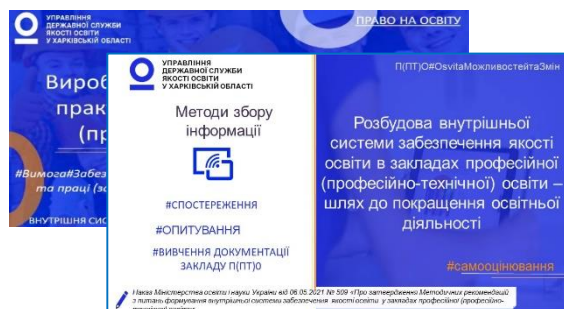 УПРАВЛІННЯ
ДЕРЖАВНОЇ СЛУЖБИ
ЯКОСТІ ОСВІТИ
У ХАРКІВСЬКІЙ ОБЛАСТІ
ПРАВО НА ОСВІТУ
Вироб
прак
(пр
#Вимога#Забез
та праці (зс
ВНУТРІШНЯ СИС
УПРАВЛІННЯ
ДЕРЖАВНОЇ СЛУЖБИ
ЯКОСТІ ОСВІТИ
У ХАРКІВСЬКІЙ ОБЛАСТІ
Методи збору
інформації
#СПОСТЕРЕЖЕННЯ
#ОПИТУВАННЯ
#ВИВЧЕННЯ ДОКУМЕНТАЦІЇ
ЗАКЛАДУ П(ПТ)О
П(ПТ)О#OsvitaМожливостейтаЗмін
Розбудова внутрішньої
системи забезпечення якості
освіти в закладах професійної
(професійно-технічної) освіти –
шлях до покращення освітньої
діяльності
#самооцінювання
Наказ Міністерства освіти і науки України від 06.05.2021 № 509 «Про затвердження Методичних рекомендацій
з питань формування внутрішньої системи забезпечення якості освіти у закладах професійної (професійно-